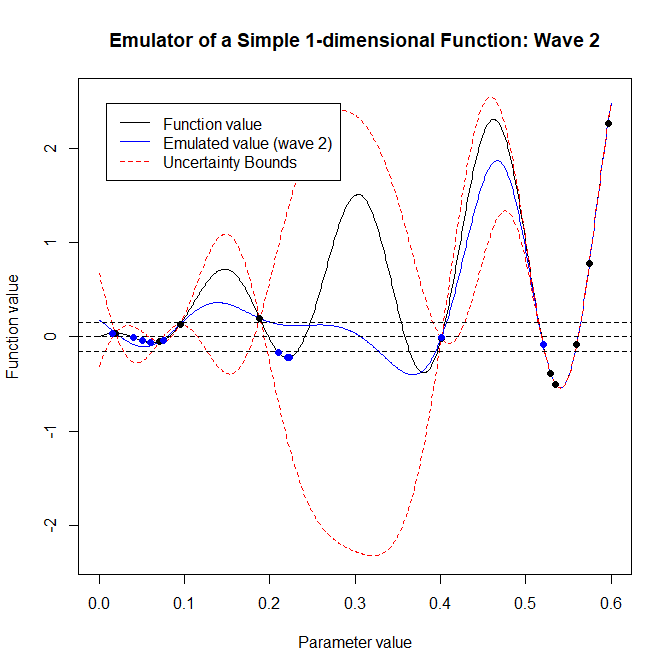 Emulator of a Simple 1-dimensional Function: Wave 2
Function value
Emulated value (wave 2)
Uncertainty Bounds
Function value
2
1
0
-1
-2
0.0 0.1 0.2 0.3 0.4 0.5 0.6
Parameter value